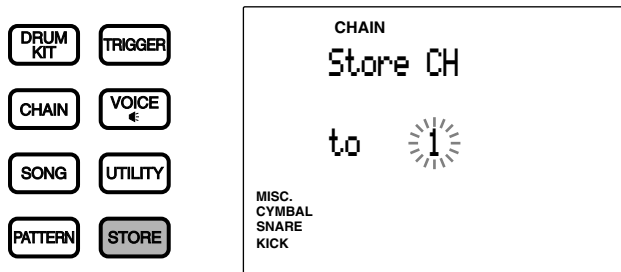 DRUM
KIT
TRIGGER
CHAIN
VOICE
SONG
UTILITY
PATTERN
STORE
CHAIN
Store CH
to 1
MISC.
CYMBAL
SNARE
KICK